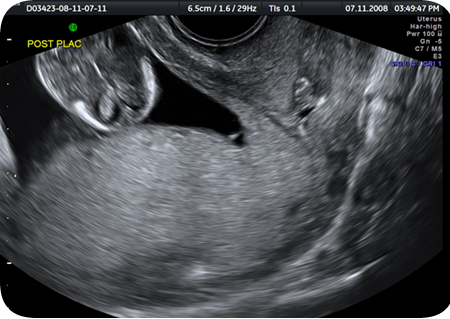 D03423-08-11-07-11 6.5cm / 1.6 / 29Hz TIs 0.1 07.11.2008 03:49:47 PM
Uterus
Har-high
Pwr 100
Gn -5
C7 / M5
E3
POST PLAC